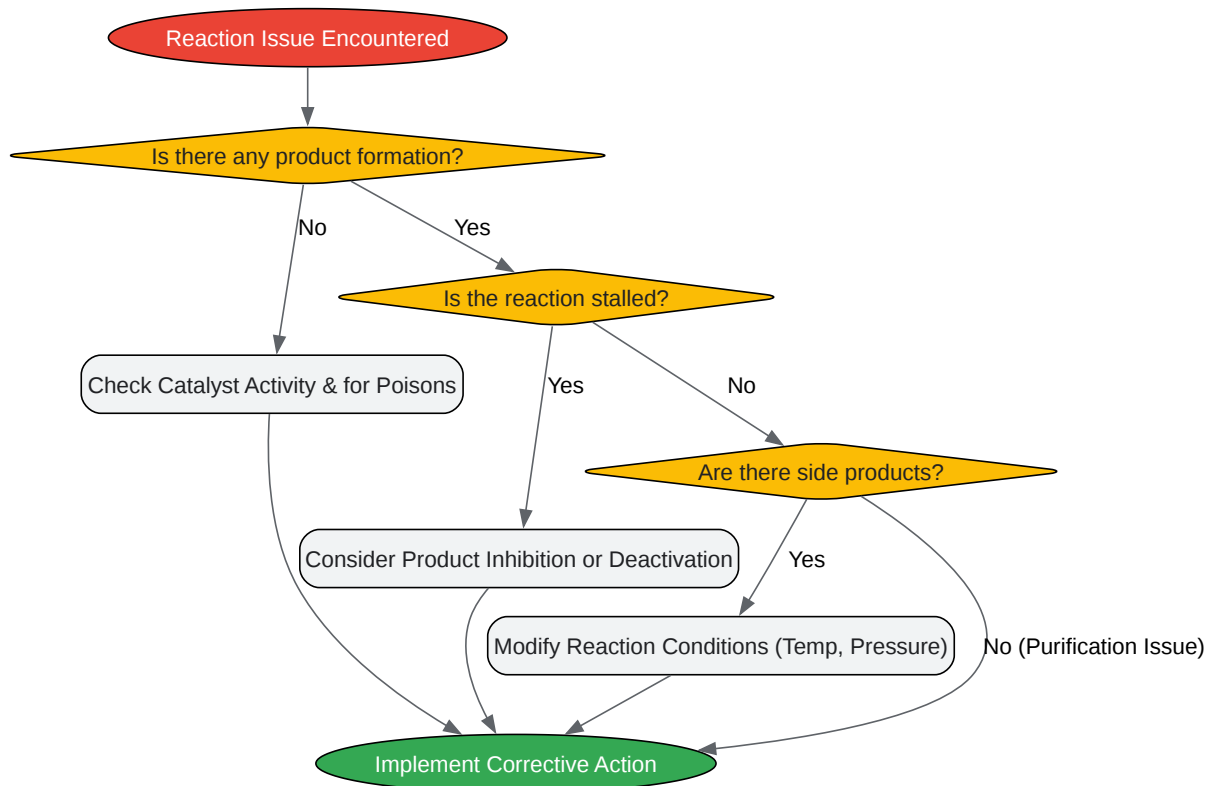 Reaction Issue Encountered
Is there any product formation?
No
Yes
Is the reaction stalled?
Check Catalyst Activity & for Poisons
Yes
No
Are there side products?
Consider Product Inhibition or Deactivation
Yes
Modify Reaction Conditions (Temp, Pressure)
No (Purification Issue)
Implement Corrective Action